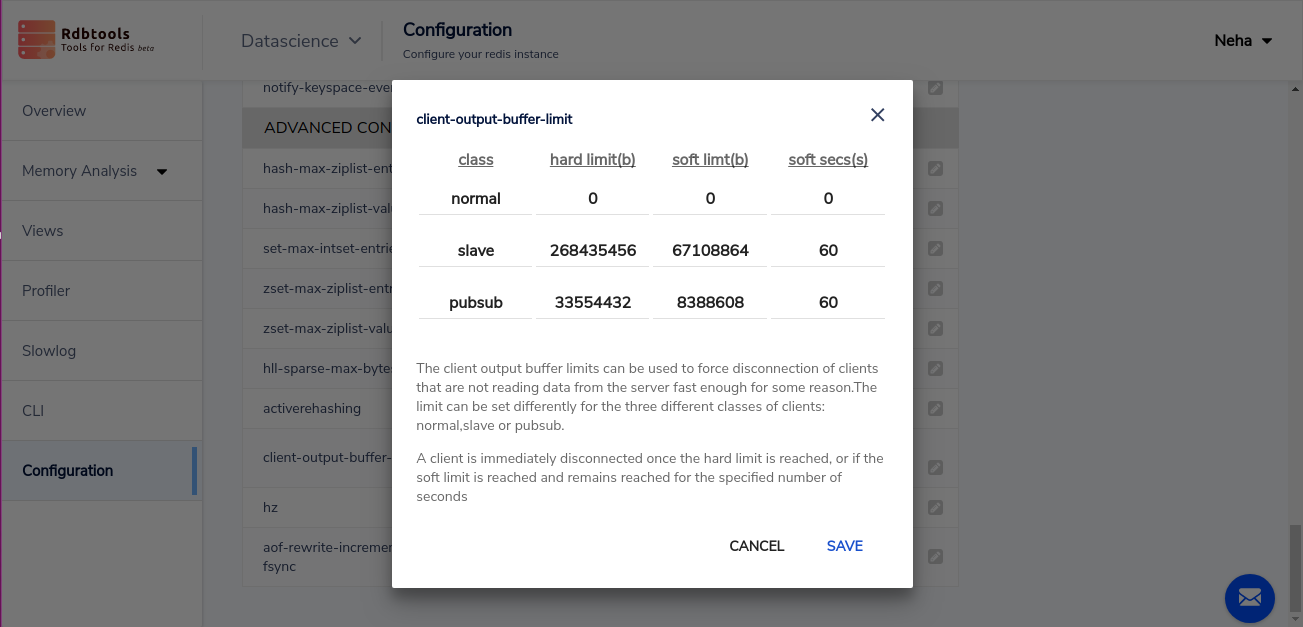 Rdbtools
Tools for Redis beta
Datascience
Configuration
Configure your redis instance
Neha
Overview
Memory Analysis
Views
Profiler
Slowlog
CLI
Configuration
notify-keyspace-eve
ADVANCED CON
hash-max-ziplist-ent
hash-max-ziplist-val
set-max-intset-entrie
zset-max-ziplist-entr
zset-max-ziplist-valu
hll-sparse-max-byte
activerehashing
client-output-buffer-
hz
aof-rewrite-incremer
fsync
client-output-buffer-limit
class hard limit(b) soft limt(b) soft secs(s)
normal 0 0 0
slave 268435456 67108864 60
pubsub 33554432 8388608 60
The client output buffer limits can be used to force disconnection of clients
that are not reading data from the server fast enough for some reason.The
limit can be set differently for the three different classes of clients:
normal,slave or pubsub.
A client is immediately disconnected once the hard limit is reached, or if the
soft limit is reached and remains reached for the specified number of
seconds
CANCEL SAVE